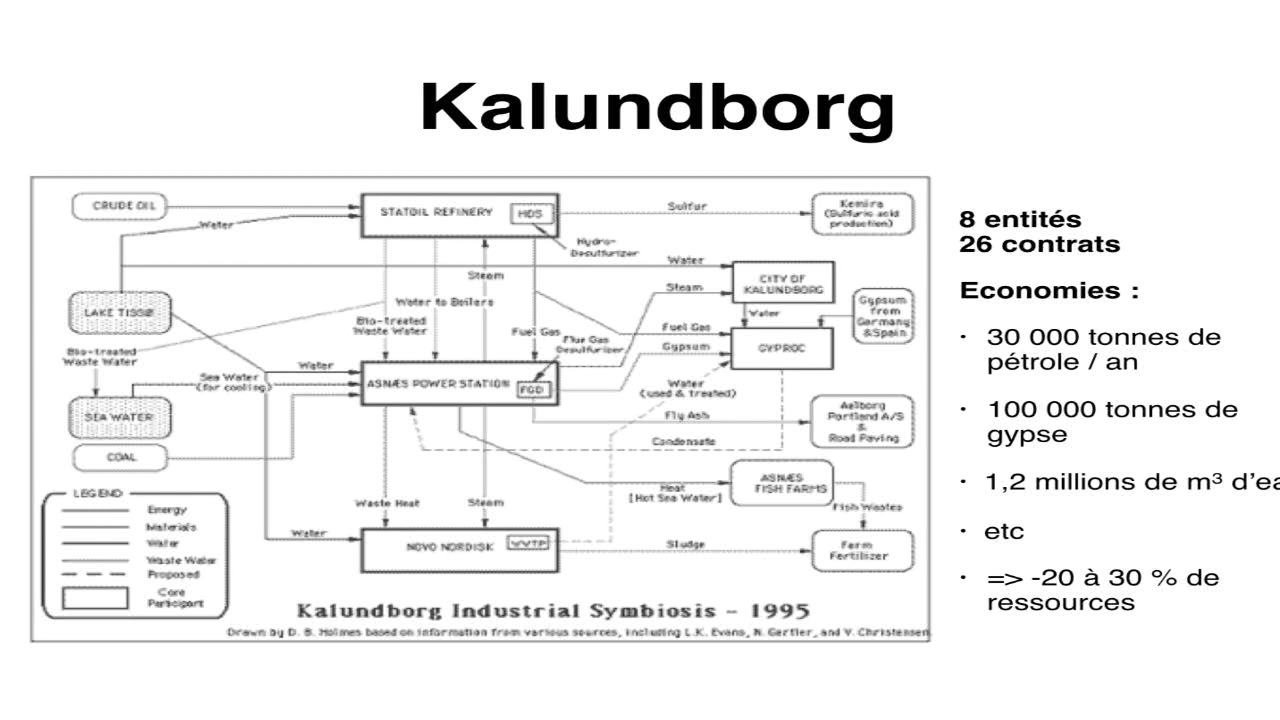 Kalundborg
CRUDE OIL
STATOIL REFINERY
HDS
Sulfur
Kemira
(Sulfuric acid
production)
Water
Hydro-
Desulfurizer
Water
Steam
CITY OF
KALUNDBORG
Steam
LAKE TISSØ
Water to Boilers
Water
Gypsum
from
Germany
&Spain
Bio-treated
Waste Water
Fuel Gas
Fuel Gas
Flue Gas
Desulfurizer
Gypsum
GYPROC
Bio-treated
Waste Water
Water
Sea Water
(for cooling)
ASNÆS POWER STATION
FGD
Water
(used & treated)
SEA WATER
Fly Ash
Aalborg
Portland A/S
&
Road Paving
Condensate
COAL
Heat
[Hot Sea Water]
ASNÆS
FISH FARMS
Waste Heat
Steam
Fish Wastes
LEGEND
Energy
Materials
Water
Waste Water
Proposed
Core
Participant
Water
NOVO NORDISK
WWTP
Sludge
Farm
Fertilizer
Kalundborg Industrial Symbiosis - 1995
Drawn by D. B. Holmes based on information from various sources, including L.K. Evans, N. Gertler, and V. Christensen
8 entités
26 contrats
Economies :
· 30 000 tonnes de
pétrole / an
· 100 000 tonnes de
gypse
· 1,2 millions de m³ d'ea
· etc
· => -20 à 30 % de
ressources